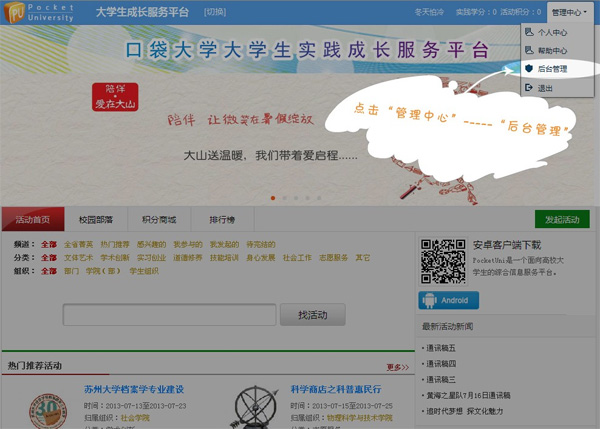 Pocket University 大学生成长服务平台 [切换] 冬天怕冷 实践学分：0 活动积分：0 管理中心
个人中心
帮助中心
后台管理
退出
口袋大学大学生实践成长服务平台
陪伴
爱在大山
陪伴 让微笑在暑假绽放
大山送温暖，我们带着爱启程......
点击“管理中心”-----“后台管理”
活动首页 校园部落 积分商城 排行榜 发起活动
频道： 全部 全省菁英 热门推荐 感兴趣的 我参与的 我发起的 待完结的
分类： 全部 文体艺术 学术创新 实习创业 道德修养 技能培训 身心发展 社会工作 志愿服务 其它
组织： 全部 部门 学院（部） 学生组织
找活动
安卓客户端下载
PocketUni是一个面向高校大
学生的综合信息服务平台。
Android
最新活动新闻
通讯稿五
通讯稿四
通讯稿三
黄海之星队7月16日通讯稿
追时代梦想 探文化魅力
热门推荐活动 更多>>
30
苏州大学档案学专业建设
时间：2013-07-13至2013-07-23
归属组织：社会学院
科学商店之科普惠民行
时间：2013-07-15至2013-07-25
归属组织：物理科学与技术学院